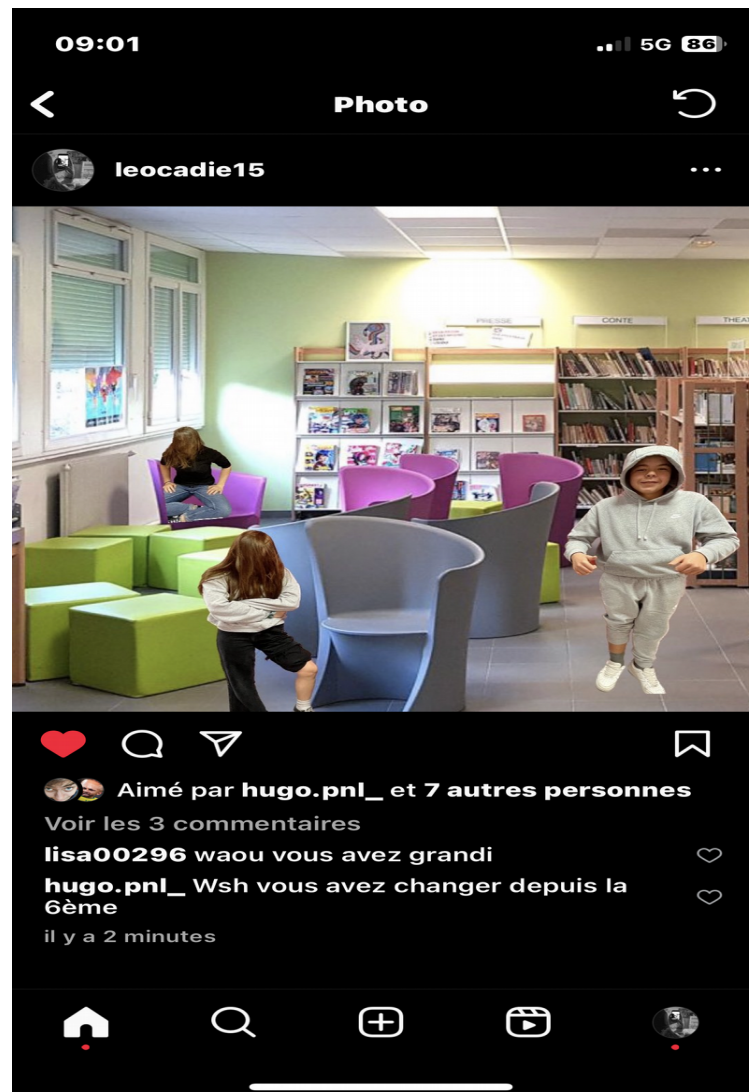 09:01
5G 86
Photo
leocadie15
PRESSE
CONTE
Aimé par hugo.pnl_ et 7 autres personnes
Voir les 3 commentaires
lisa00296 waou vous avez grandi
hugo.pnl_ Wsh vous avez changer depuis la
6ème
il y a 2 minutes